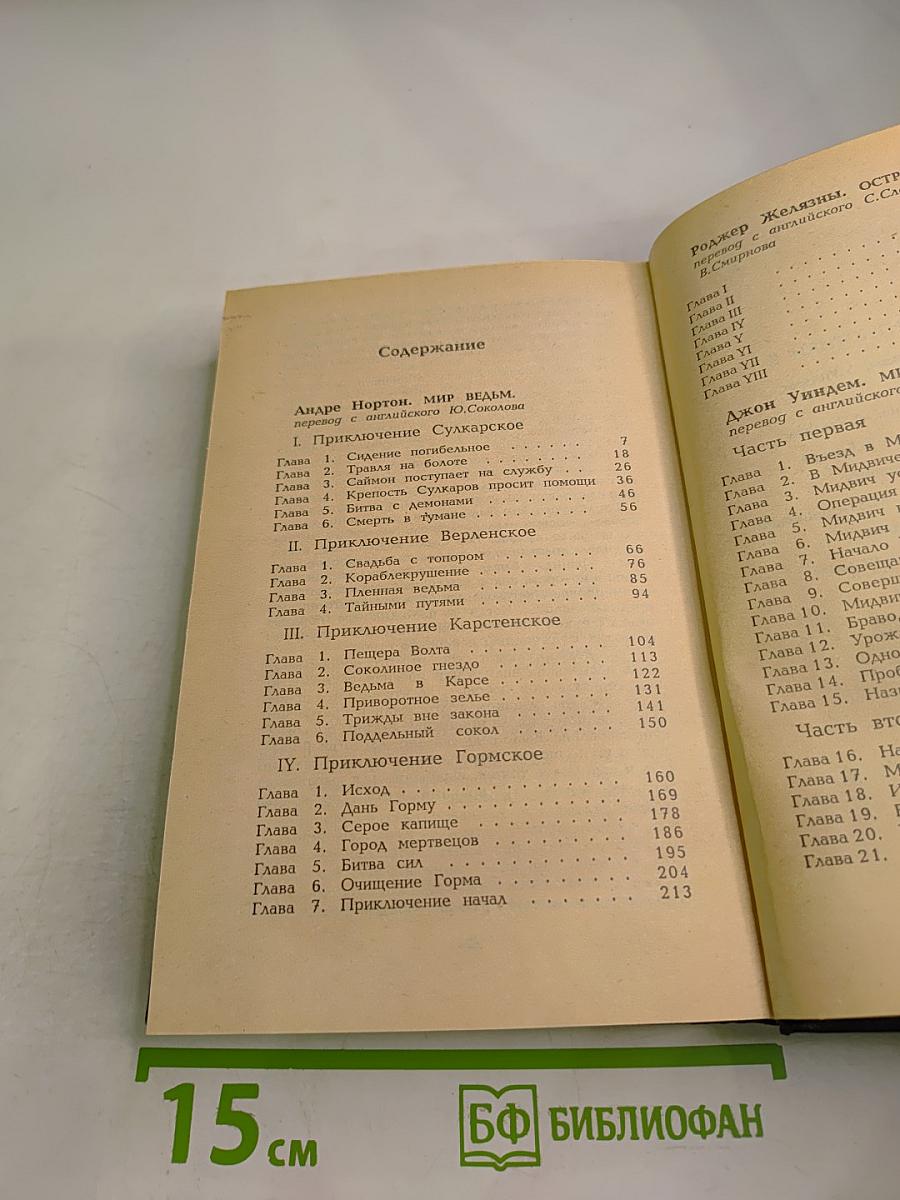 Содержание
Андре Нортон. МИР ВЕДЬМ.
перевод с английского Ю.Соколова
I. Приключение Сулкарское
Глава 1. Сидение погибельное . . . . . . 7
Глава 2. Травля на болоте . . . . . . . . 18
Глава 3. Саймон поступает на службу . . 26
Глава 4. Крепость Сулкаров просит помощи 36
Глава 5. Битва с демонами . . . . . . . . 46
Глава 6. Смерть в тумане . . . . . . . . . 56
II. Приключение Верленское
Глава 1. Свадьба с топором . . . . . . . 66
Глава 2. Кораблекрушение . . . . . . . . . 76
Глава 3. Пленная ведьма . . . . . . . . 85
Глава 4. Тайными путями . . . . . . . . . 94
III. Приключение Карстенское
Глава 1. Пещера Волта . . . . . . . . . . 104
Глава 2. Соколиное гнездо . . . . . . . . 113
Глава 3. Ведьма в Карсе . . . . . . . . 122
Глава 4. Приворотное зелье . . . . . . . . 131
Глава 5. Трижды вне закона . . . . . . . 141
Глава 6. Поддельный сокол . . . . . . . 150
IY. Приключение Гормское
Глава 1. Исход . . . . . . . . . . . . . . 160
Глава 2. Дань Горму . . . . . . . . . . . 169
Глава 3. Серое капище . . . . . . . . . . 178
Глава 4. Город мертвецов . . . . . . . . . 186
Глава 5. Битва сил . . . . . . . . . . . 195
Глава 6. Очищение Горма . . . . . . . . . 204
Глава 7. Приключение начал . . . . . . . 213
Роджер Желязны.
перевод с английского
В.Смирнова
Глава I
Глава II
Глава III
Глава IY
Глава Y
Глава YI
Глава YII
Глава YIII
Джон Уиндем.
перевод с английского
Часть первая
Глава 1. Въезд в
Глава 2. В
Глава 3. Мидвич
Глава 4. Операция
Глава 5. Мидвич
Глава 6. Мидвич
Глава 7. Начало
Глава 8.
Глава 9.
Глава 10.
Глава 11.
Глава 12.
Глава 13.
Глава 14.
Глава 15.
Часть
Глава 16.
Глава 17.
Глава 18.
Глава 19.
Глава 20.
Глава 21.
15 см
БФ БИБЛИОФАН